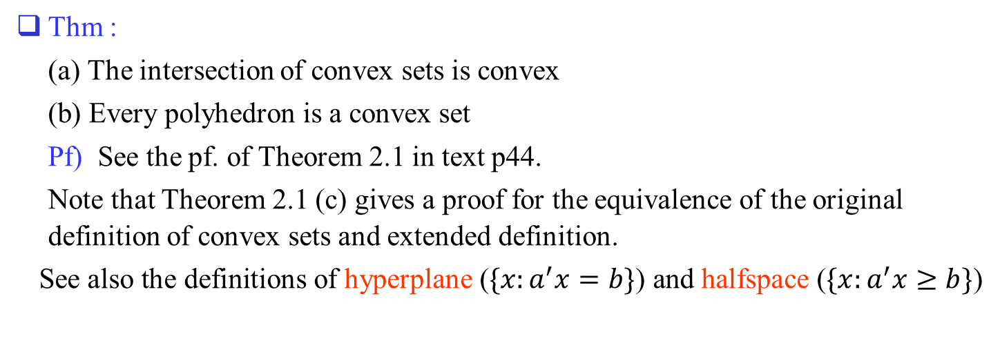 ❑ Thm :
(a) The intersection of convex sets is convex
(b) Every polyhedron is a convex set
Pf) See the pf. of Theorem 2.1 in text p44.
Note that Theorem 2.1 (c) gives a proof for the equivalence of the original
definition of convex sets and extended definition.
See also the definitions of hyperplane ({x: a′x = b}) and halfspace ({x: a′x ≥ b})